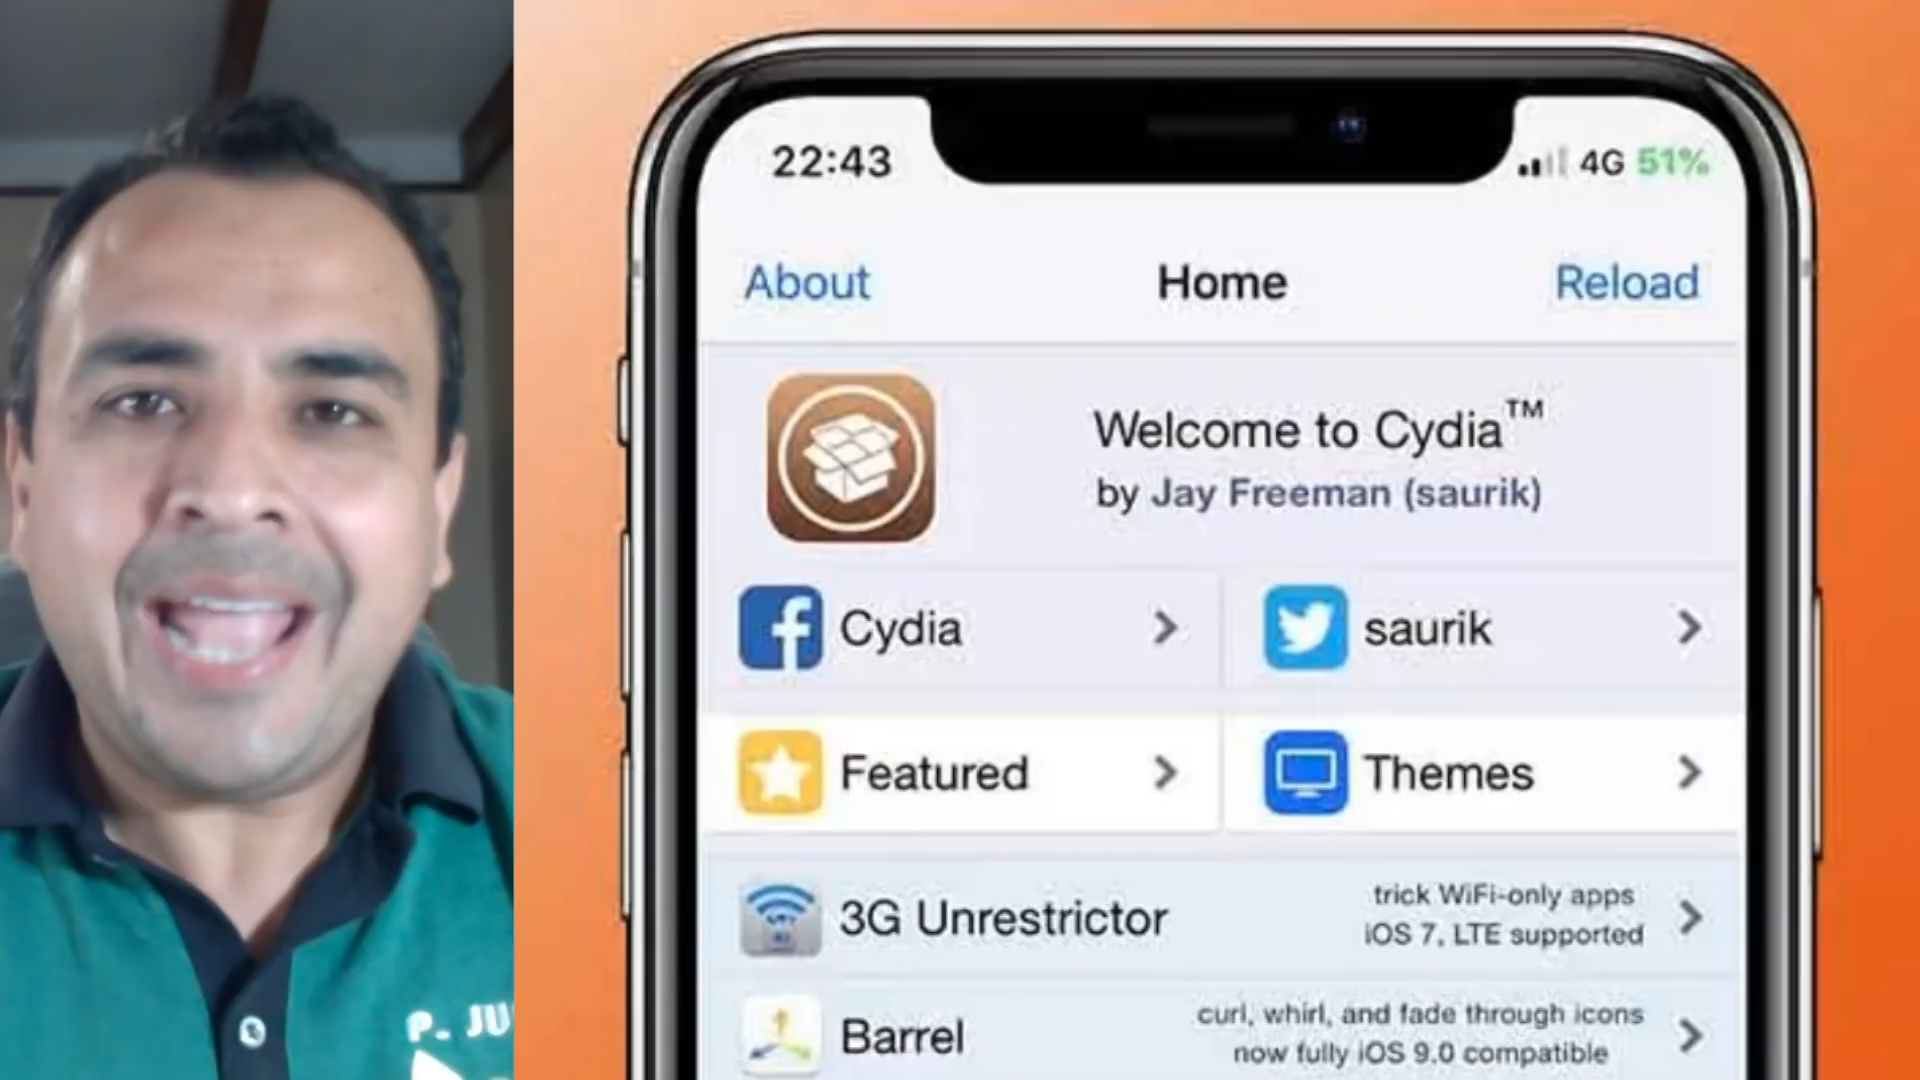 22:43
4G 51%
About
Home
Reload
Welcome to Cydia™
by Jay Freeman (saurik)
Cydia
saurik
Featured
Themes
3G Unrestrictor
trick WiFi-only apps
iOS 7, LTE supported
Barrel
curl, whirl, and fade through icons
now fully iOS 9.0 compatible
P. JU